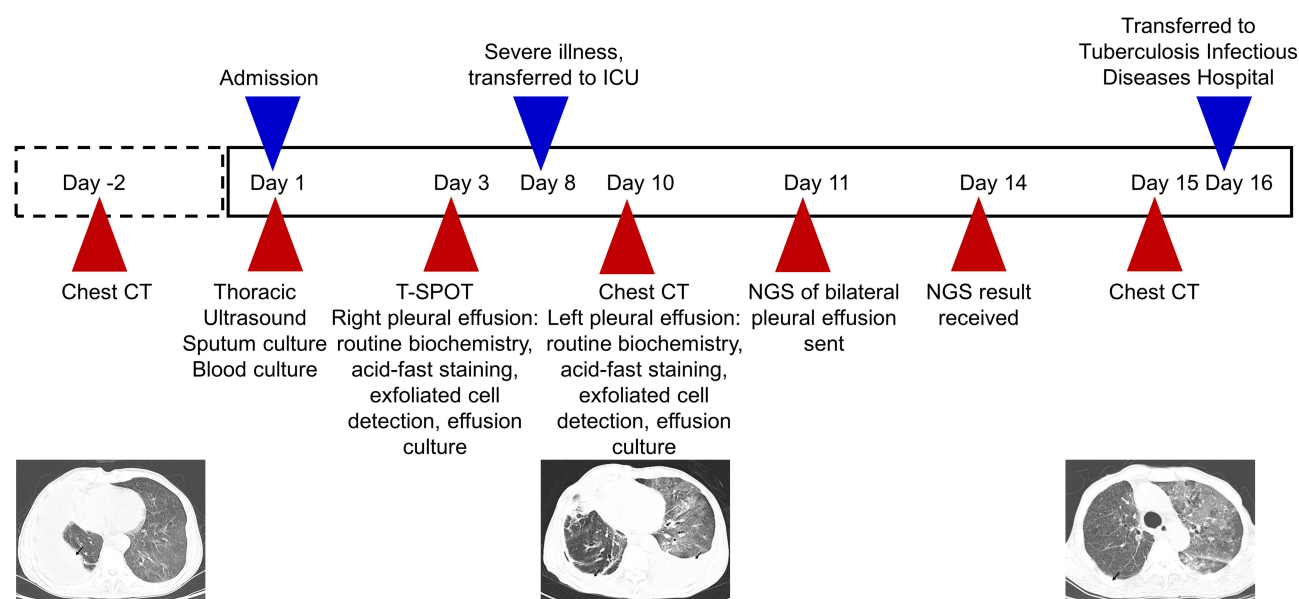 Transferred to
Tuberculosis Infectious
Diseases Hospital
Severe illness,
transferred to ICU
Admission
Day -2
Day 1
Day 3
Day 8
Day 10
Day 11
Day 14
Day 15
Day 16
Chest CT
Thoracic
Ultrasound
Sputum culture
Blood culture
T-SPOT
Right pleural effusion:
routine biochemistry,
acid-fast staining,
exfoliated cell
detection, effusion
culture
Chest CT
Left pleural effusion:
routine biochemistry,
acid-fast staining,
exfoliated cell
detection, effusion
culture
NGS of bilateral
pleural effusion
sent
NGS result
received
Chest CT